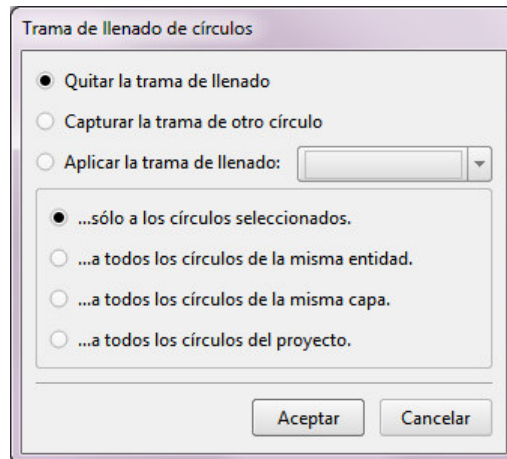 Trama de llenado de círculos
Quitar la trama de llenado
Capturar la trama de otro círculo
Aplicar la trama de llenado:
...sólo a los círculos seleccionados.
...a todos los círculos de la misma entidad.
...a todos los círculos de la misma capa.
...a todos los círculos del proyecto.
Aceptar Cancelar